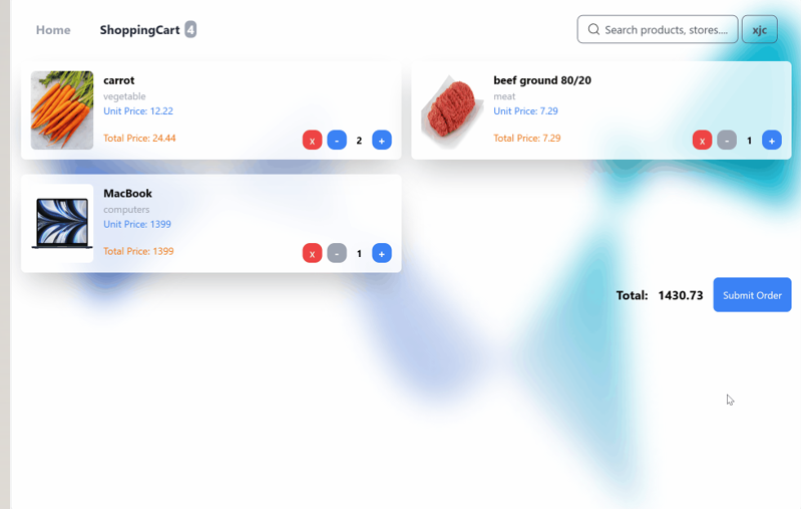 Home ShoppingCart 4 Search products, stores.... xjc
carrot
vegetable
Unit Price: 12.22
Total Price: 24.44 x - 2 +
beef ground 80/20
meat
Unit Price: 7.29
Total Price: 7.29 x - 1 +
MacBook
computers
Unit Price: 1399
Total Price: 1399 x - 1 +
Total: 1430.73 Submit Order